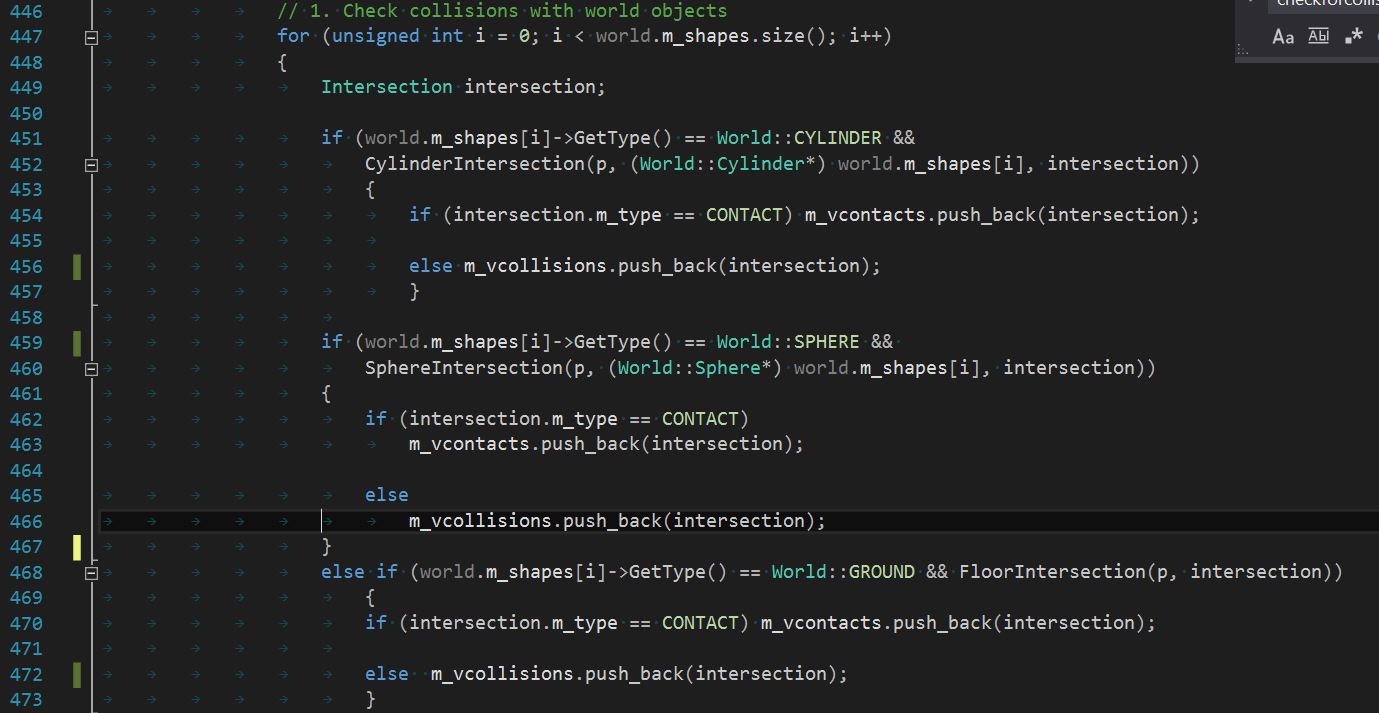 446 // 1. Check collisions with world objects
checkforcollis
447 for (unsigned int i = 0; i < world.m_shapes.size(); i++)
Aa Abl .*
448 {
449 Intersection intersection;
450
451 if (world.m_shapes[i]->GetType() == World::CYLINDER &&
452 CylinderIntersection(p, (World::Cylinder*) world.m_shapes[i], intersection))
453 {
454 if (intersection.m_type == CONTACT) m_vcontacts.push_back(intersection);
455
456 else m_vcollisions.push_back(intersection);
457 }
458
459 if (world.m_shapes[i]->GetType() == World::SPHERE &&
460 SphereIntersection(p, (World::Sphere*) world.m_shapes[i], intersection))
461 {
462 if (intersection.m_type == CONTACT)
463 m_vcontacts.push_back(intersection);
464
465 else
466 m_vcollisions.push_back(intersection);
467 }
468 else if (world.m_shapes[i]->GetType() == World::GROUND && FloorIntersection(p, intersection))
469 {
470 if (intersection.m_type == CONTACT) m_vcontacts.push_back(intersection);
471
472 else m_vcollisions.push_back(intersection);
473 }